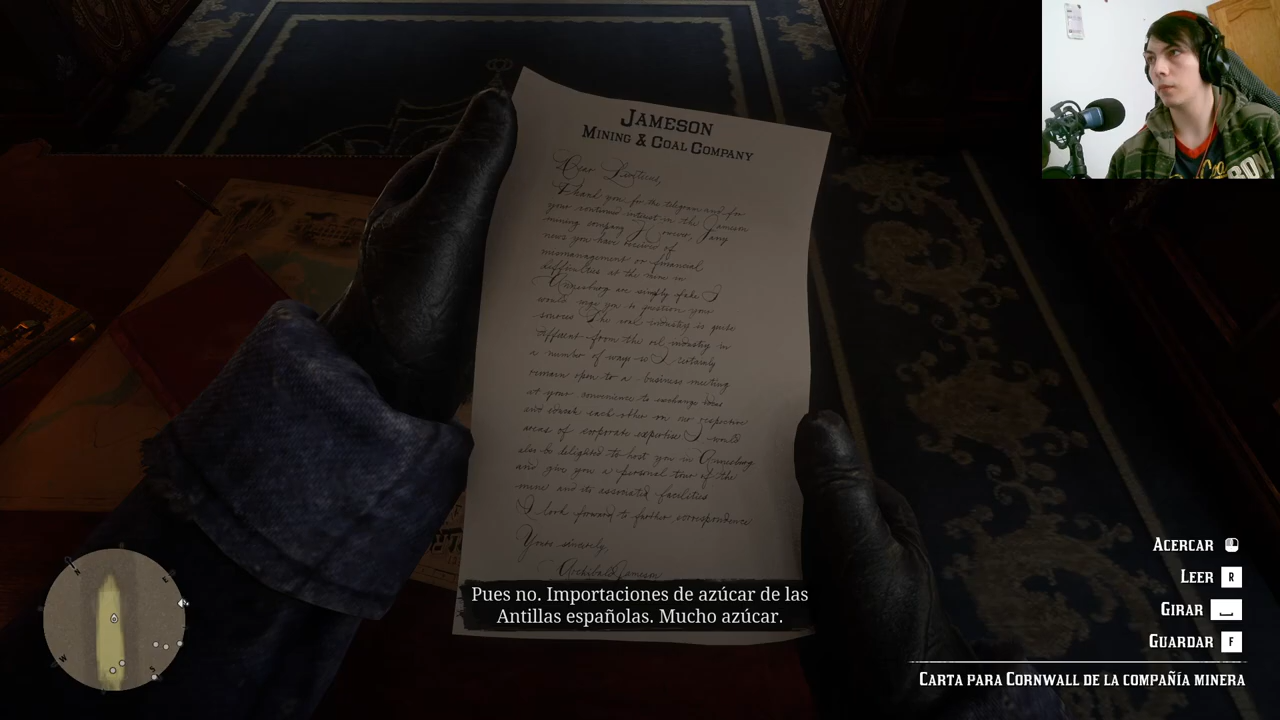 JAMESON
MINING & COAL COMPANY
Dear Leviticus,
Thank you for the telegram and for
your continued interest in the Jameson
mining company. However, any
news you have receive of
mismanagement or financial
difficulties at the mine in
Annesburg are simply fake I
would urge you to question your
sources The coal industry is quite
different from the oil industry in
a number of ways so I certainly
remain open to a business meeting
at your convenience to exchange ideas
and each other on our respective
areas of corporate expertise I would
also be delighted to host you in Annesburg
and give you a personal tour of the
mine and its associated facilities
I look forward to further correspondence
Yours sincerely,
Archibald Jameson
Pues no. Importaciones de azúcar de las
Antillas españolas. Mucho azúcar.
ACERCAR
LEER R
GIRAR
GUARDAR F
CARTA PARA CORNWALL DE LA COMPAÑÍA MINERA
W
S